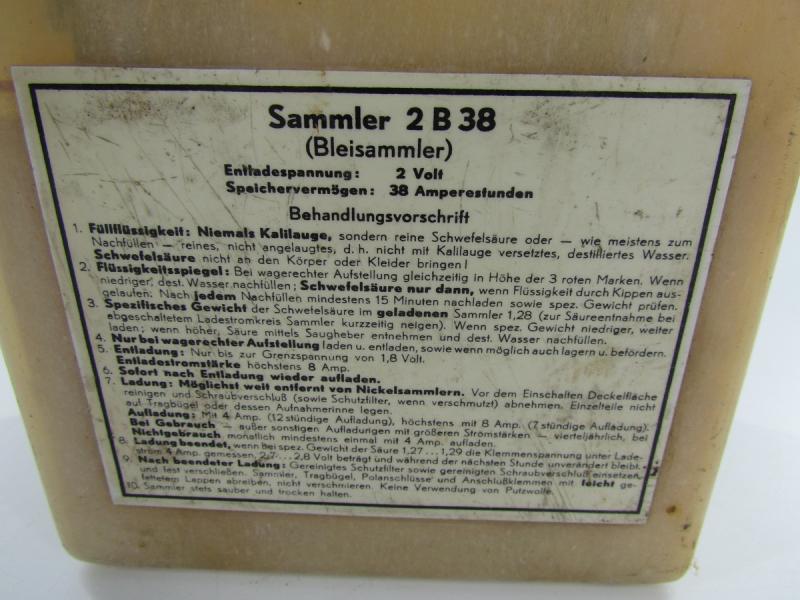 Sammler 2 B 38
(Bleisammler)
Entladespannung: 2 Volt
Speichervermögen: 38 Amperestunden
Behandlungsvorschrift
1. Füllflüssigkeit: Niemals Kalilauge, sondern reine Schwefelsäure oder — wie meistens zum
Nachfüllen — reines, nicht angelaugtes, d. h. nicht mit Kalilauge versetztes, destilliertes Wasser.
Schwefelsäure nicht an den Körper oder Kleider bringen!
2. Flüssigkeitsspiegel: Bei wagerechter Aufstellung gleichzeitig in Höhe der 3 roten Marken. Wenn
niedriger, dest. Wasser nachfüllen; Schwefelsäure nur dann, wenn Flüssigkeit durch Kippen aus-
gelaufen. Nach jedem Nachfüllen mindestens 15 Minuten nachladen sowie spez. Gewicht prüfen.
3. Spezifisches Gewicht der Schwefelsäure im geladenen Sammler 1,28 (zur Säureentnahme bei
abgeschaltetem Ladestromkreis Sammler kurzzeitig neigen). Wenn spez. Gewicht niedriger, weiter
laden; wenn höher, Säure mittels Saugheber entnehmen und dest. Wasser nachfüllen.
4. Nur bei wagerechter Aufstellung laden u. entladen, sowie wenn möglich auch lagern u. befördern.
5. Entladung: Nur bis zur Grenzspannung von 1,8 Volt.
Entladestromstärke höchstens 8 Amp.
6. Sofort nach Entladung wieder aufladen.
7. Ladung: Möglichst weit entfernt von Nickelsammlern. Vor dem Einschalten Deckelfläche
reinigen und Schraubverschluß (sowie Schutzfilter, wenn verschmutzt) abnehmen. Einzelteile nicht
auf Tragbügel oder dessen Aufnahmerinne legen.
Aufladung: Mit 4 Amp. (12 stündige Aufladung), höchstens mit 8 Amp. (7 stündige Aufladung).
Bei Gebrauch — außer sonstigen Aufladungen mit größeren Stromstärken — vierteljährlich, bei
Nichtgebrauch monatlich mindestens einmal mit 4 Amp. aufladen.
8. Ladung beendet, wenn bei spez. Gewicht der Säure 1,27 . . . 1,29 die Klemmenspannung unter Lade-
strom 4 Amp. gemessen 2,7 . . . 2,8 Volt beträgt und während der nächsten Stunde unverändert bleibt.
9. Nach beendeter Ladung: Gereinigtes Schutzfilter sowie gereinigten Schraubverschluß einsetzen
und fest verschließen. Sammler, Tragbügel, Polanschlüsse und Anschlußklemmen mit leicht ge-
fettetem Lappen abreiben, nicht verschmieren. Keine Verwendung von Putzwolle.
10. Sammler stets sauber und trocken halten.